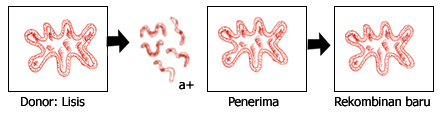 a+
Donor: Lisis
Penerima
Rekombinan baru